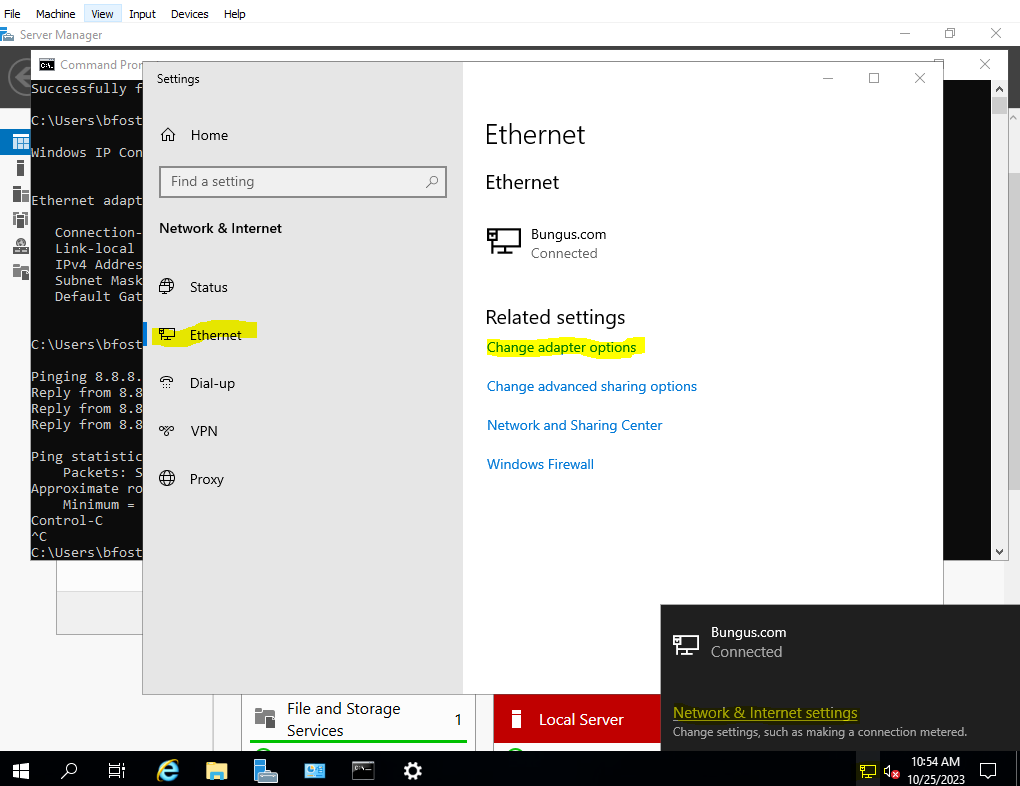 File Machine View Input Devices Help
Server Manager
Command Pro
Successfully f
C:\Users\bfost
Windows IP Con
Ethernet adapt
Connection-
Link-local
IPv4 Addres
Subnet Mask
Default Gat
C:\Users\bfost
Pinging 8.8.8.
Reply from 8.8
Reply from 8.8
Reply from 8.8
Ping statistic
Packets: S
Approximate ro
Minimum =
Control-C
^C
C:\Users\bfost
Settings
Home
Find a setting
Network & Internet
Status
Ethernet
Dial-up
VPN
Proxy
Ethernet
Ethernet
Bungus.com
Connected
Related settings
Change adapter options
Change advanced sharing options
Network and Sharing Center
Windows Firewall
File and Storage
Services
1
Local Server
Bungus.com
Connected
Network & Internet settings
Change settings, such as making a connection metered.
10:54 AM
10/25/2023